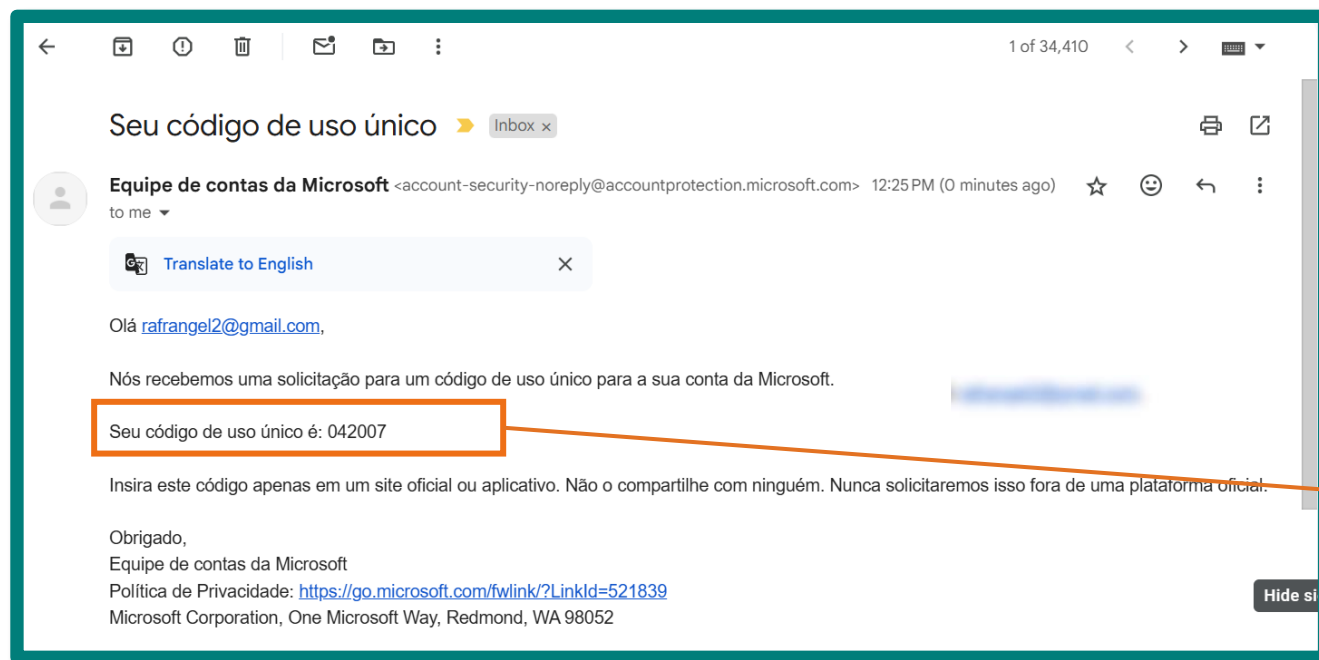 1 of 34,410
Seu código de uso único
Inbox x
Equipe de contas da Microsoft <account-security-noreply@accountprotection.microsoft.com> 12:25 PM (0 minutes ago)
to me
Translate to English
Olá rafrangel2@gmail.com,
Nós recebemos uma solicitação para um código de uso único para a sua conta da Microsoft.
Seu código de uso único é: 042007
Insira este código apenas em um site oficial ou aplicativo. Não o compartilhe com ninguém. Nunca solicitaremos isso fora de uma plataforma oficial.
Obrigado,
Equipe de contas da Microsoft
Política de Privacidade: https://go.microsoft.com/fwlink/?LinkId=521839
Microsoft Corporation, One Microsoft Way, Redmond, WA 98052
Hide si